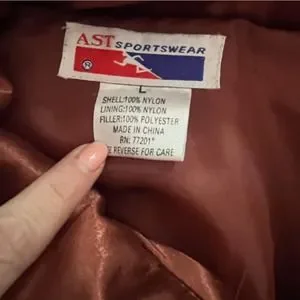 AST SPORTSWEAR
®
L
SHELL:100% NYLON
LINING:100% NYLON
FILLER:100% POLYESTER
MADE IN CHINA
RN: 77201
REVERSE FOR CARE